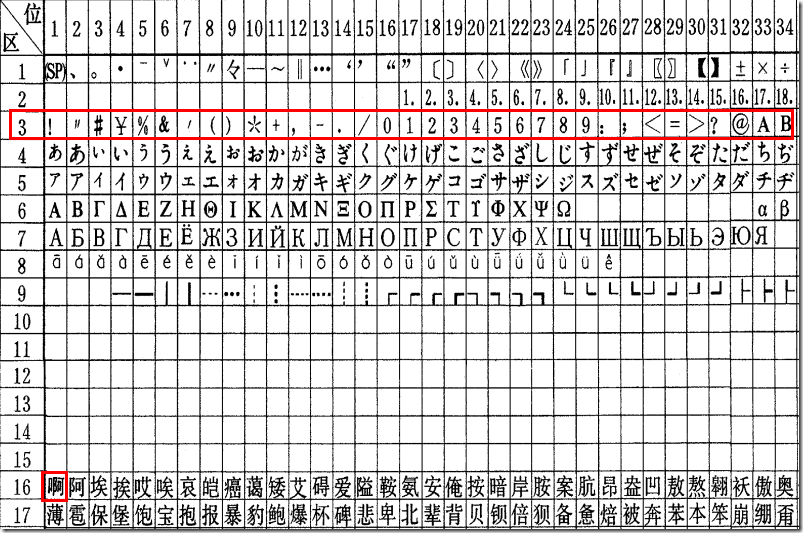 位
区 1 2 3 4 5 6 7 8 9 10 11 12 13 14 15 16 17 18 19 20 21 22 23 24 25 26 27 28 29 30 31 32 33 34
1 (SP) 、 。 · ˉ ˇ ¨ 〃 々 — ～ ‖ … ‘ ’ “ ” 〔 〕 〈 〉 《 》 「 」 『 』 〖 〗 【 】 ± × ÷
2 1. 2. 3. 4. 5. 6. 7. 8. 9. 10. 11. 12. 13. 14. 15. 16. 17. 18.
3 ! 〃 # ¥ % & ′ ( ) * + , - . / 0 1 2 3 4 5 6 7 8 9 : ; < = > ? @ A B
4 ぁ あ ぃ い ぅ う ぇ え ぉ お か が き ぎ く ぐ け げ こ ご さ ざ し じ す ず せ ぜ そ ぞ た だ ち ぢ
5 ァ ア ィ イ ゥ ウ ェ エ ォ オ カ ガ キ ギ ク グ ケ ゲ コ ゴ サ ザ シ ジ ス ズ セ ゼ ソ ゾ タ ダ チ ヂ
6 Α Β Γ Δ Ε Ζ Η Θ Ι Κ Λ Μ Ν Ξ Ο Π Ρ Σ Τ Υ Φ Χ Ψ Ω α β
7 А Б В Г Д Е Ё Ж З И Й К Л М Н О П Р С Т У Ф Х Ц Ч Ш Щ Ъ Ы Ь Э Ю Я
8 ā á ǎ à ē é ě è ī í ǐ ì ō ó ǒ ò ū ú ǔ ù ǖ ǘ ǚ ǜ ü ê
9 ─ ━ │ ┃ ┄ ┅ ┆ ┇ ┈ ┉ ┊ ┋ ┌ ┍ ┎ ┏ ┐ ┑ ┒ ┓ └ ┕ ┖ ┗ ┘ ┙ ┚ ┛ ├ ┝ ┞
10
11
12
13
14
15
16 啊 阿 埃 挨 哎 唉 哀 皑 癌 蔼 矮 艾 碍 爱 隘 鞍 氨 安 俺 按 暗 岸 胺 案 肮 昂 盎 凹 敖 熬 翱 袄 傲 奥
17 薄 雹 保 堡 饱 宝 抱 报 暴 豹 鲍 爆 杯 碑 悲 卑 北 辈 背 贝 钡 倍 狈 备 惫 焙 被 奔 苯 本 笨 崩 绷 甭